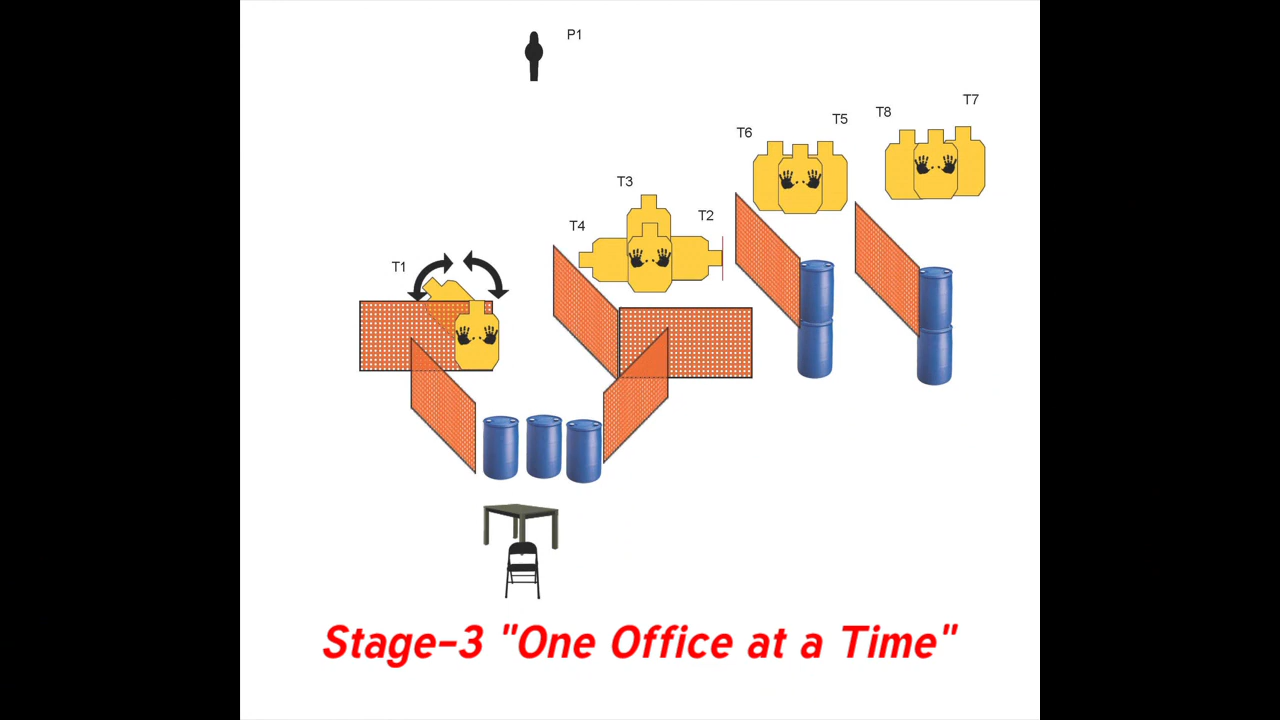 P1
T7
T8
T5
T6
T3
T2
T4
T1
Stage-3 "One Office at a Time"